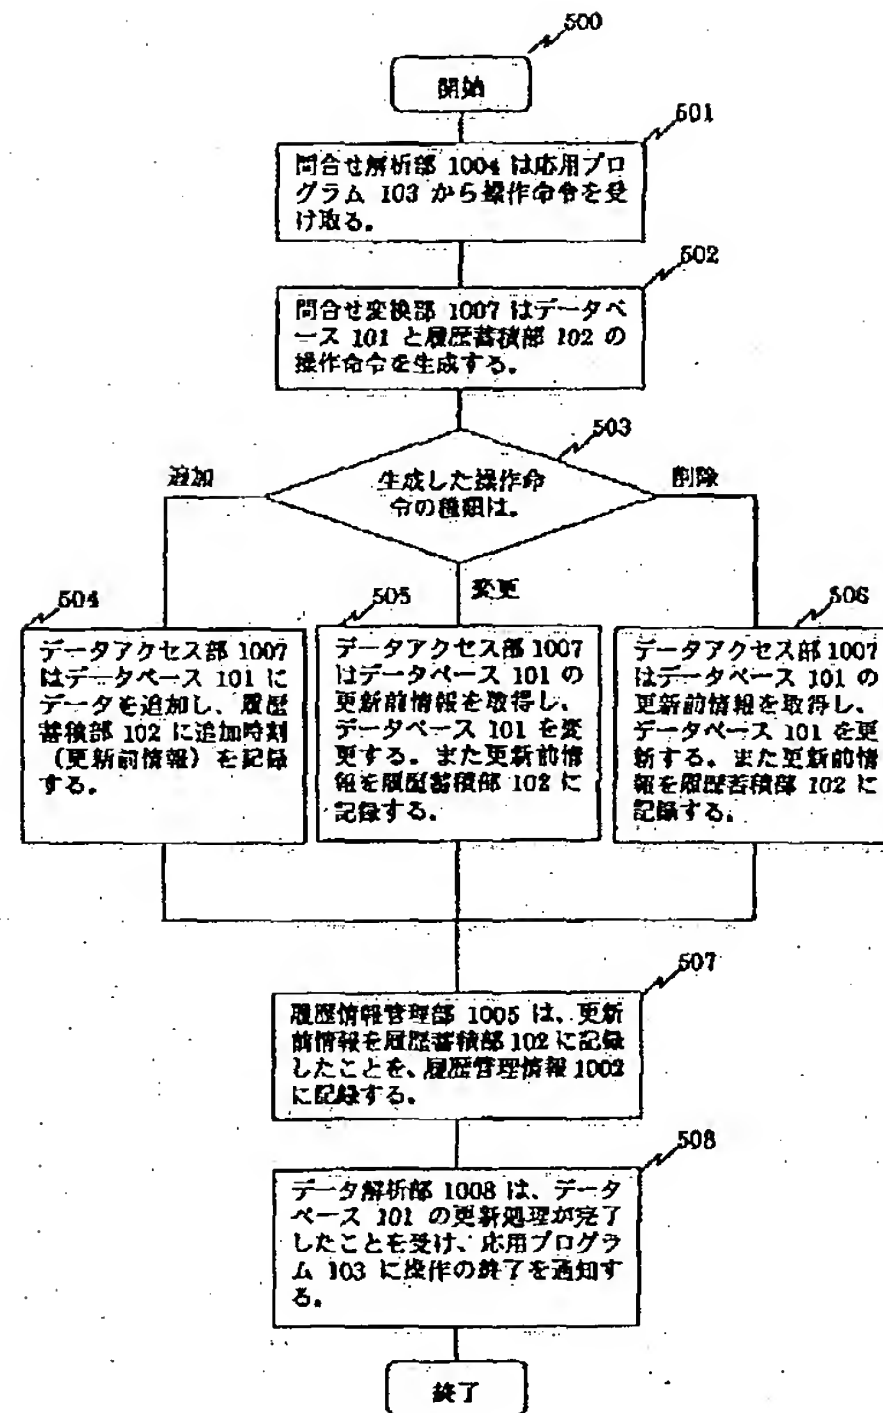 500
開始
501
問合せ解析部 1004 は応用プロ
グラム 103 から操作命令を受
け取る。
502
問合せ変換部 1007 はデータベ
ース 101 と履歴蓄積部 102 の
操作命令を生成する。
503
生成した操作命
令の種類は。
追加
変更
削除
504
データアクセス部 1007
はデータベース 101 に
データを追加し、履歴
蓄積部 102 に追加時刻
(更新前情報)を記録
する。
505
データアクセス部 1007
はデータベース 101 の
更新前情報を取得し、
データベース 101 を変
更する。また更新前情
報を履歴蓄積部 102 に
記録する。
506
データアクセス部 1007
はデータベース 101 の
更新前情報を取得し、
データベース 101 を更
新する。また更新前情
報を履歴蓄積部 102 に
記録する。
507
履歴情報管理部 1005 は、更新
前情報を履歴蓄積部 102 に記録
したことを、履歴管理情報 1002
に記録する。
508
データ解析部 1008 は、データ
ベース 101 の更新処理が完了
したことを受け、応用プログラ
ム 103 に操作の終了を通知す
る。
終了